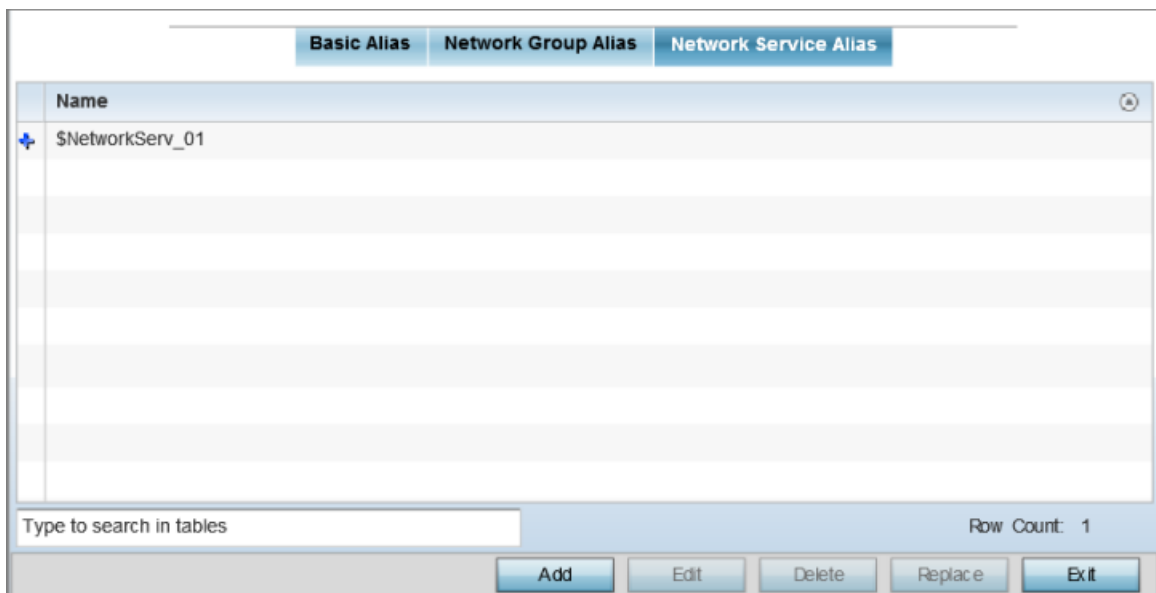 Basic Alias Network Group Alias Network Service Alias
Name
$NetworkServ_01
Type to search in tables Row Count: 1
Add Edit Delete Replace Exit